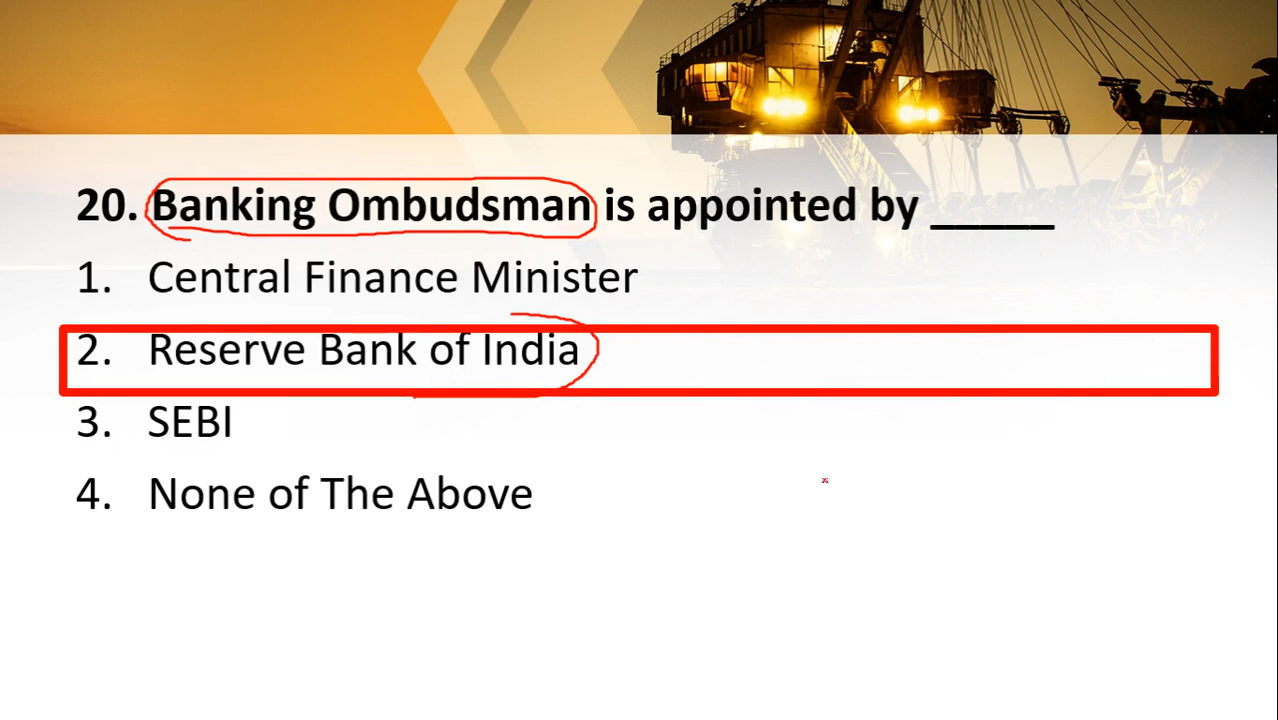 20. Banking Ombudsman is appointed by _____
1. Central Finance Minister
2. Reserve Bank of India
3. SEBI
4. None of The Above